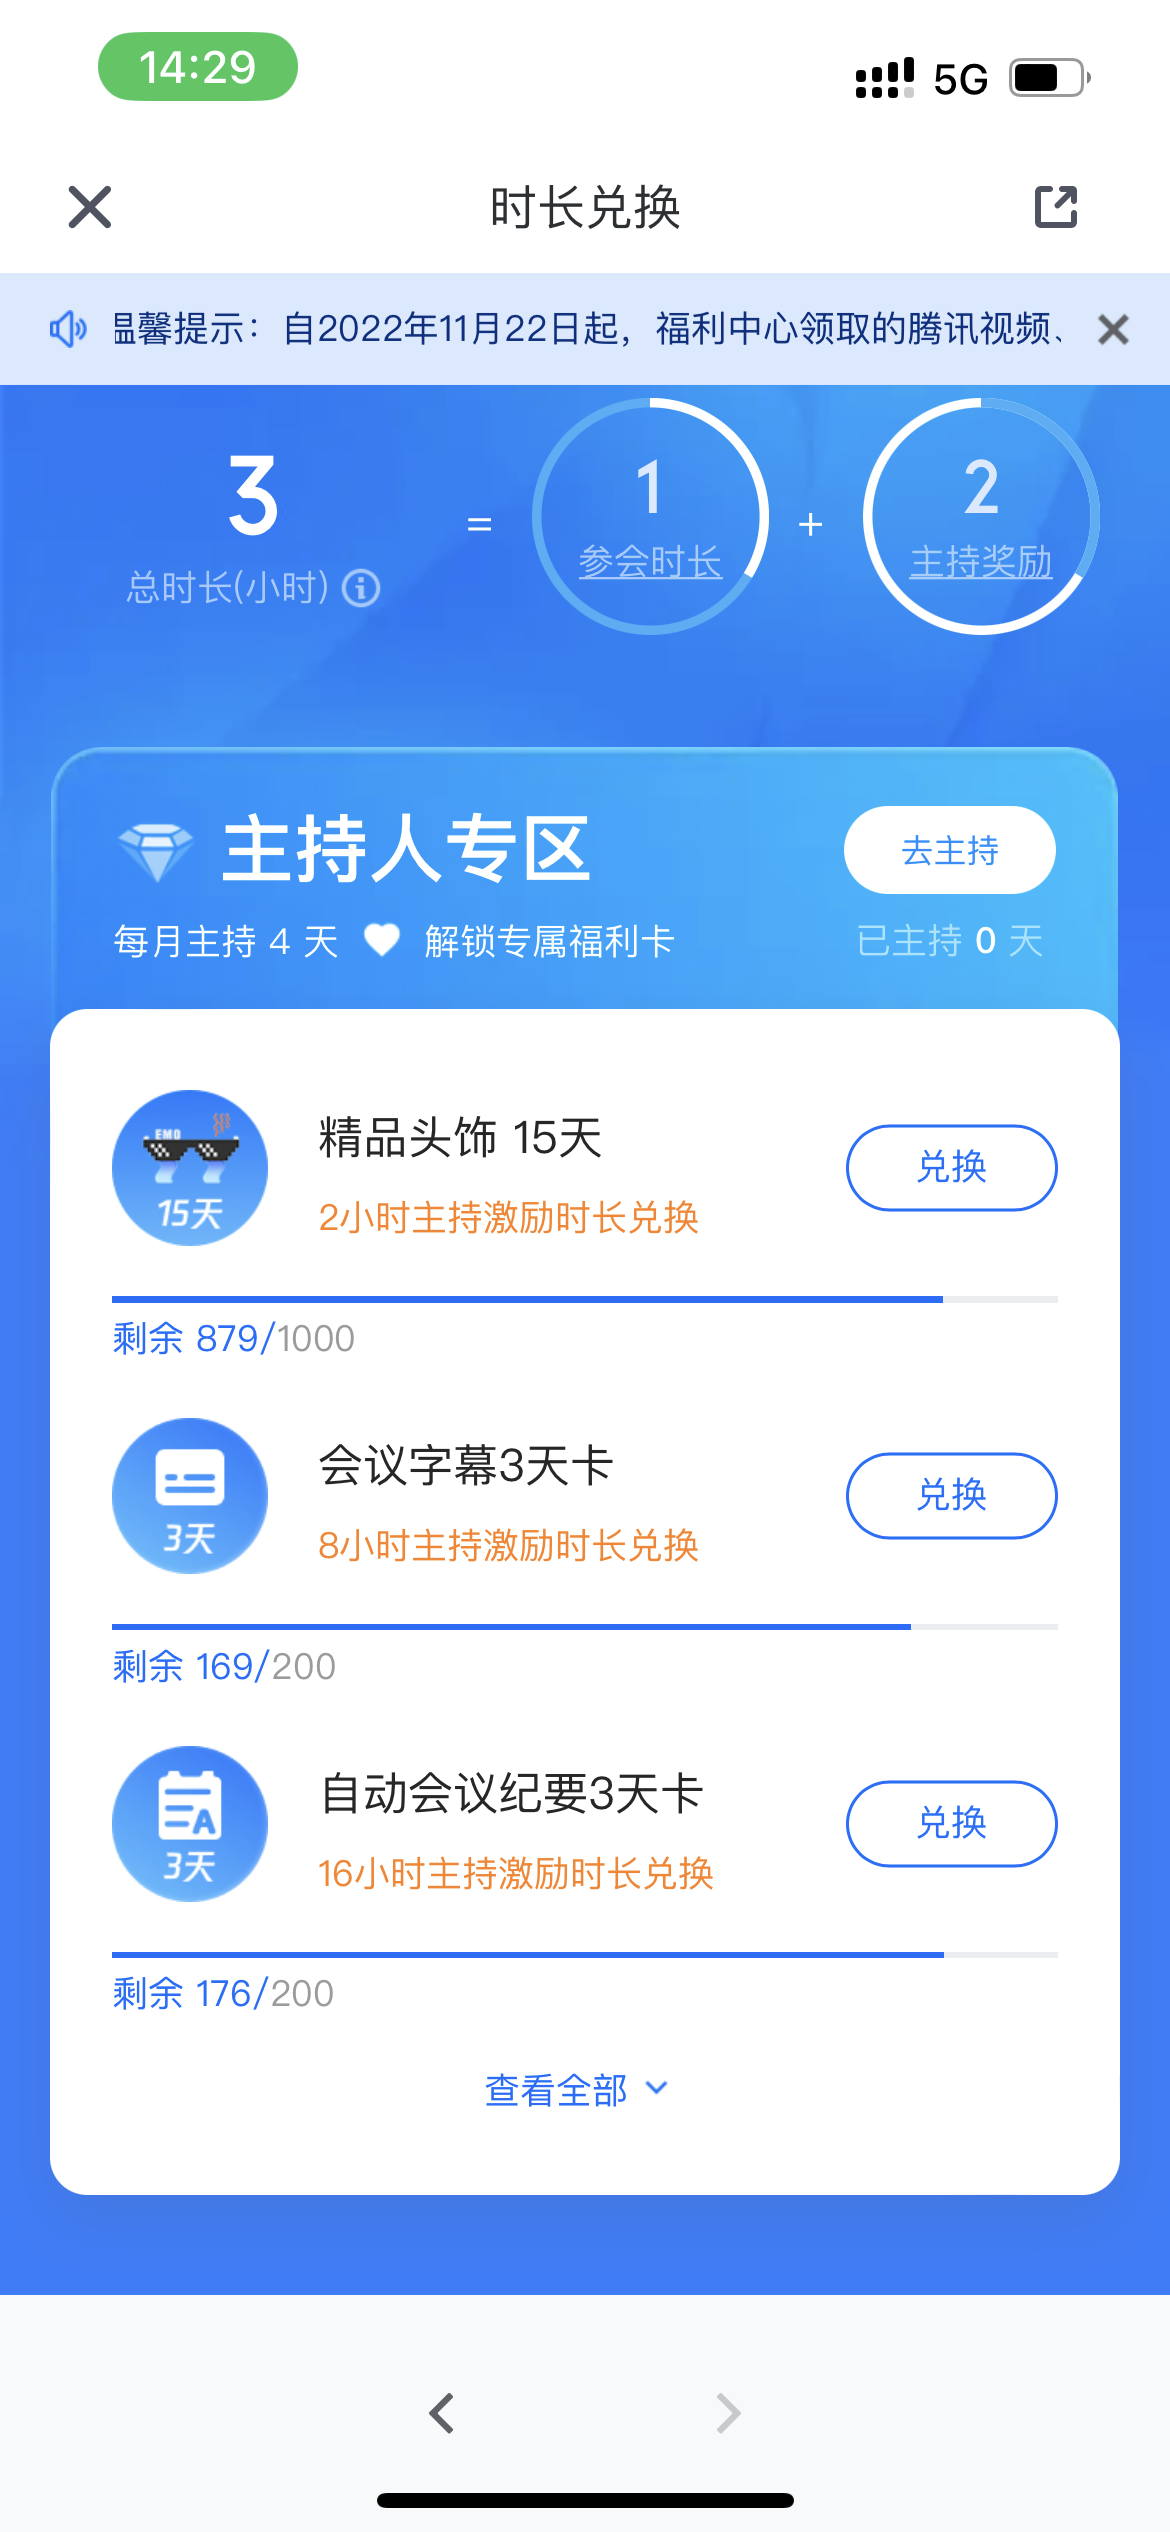 14:29
5G
时长兑换
温馨提示：自2022年11月22日起，福利中心领取的腾讯视频、
3
=
1
+
2
总时长(小时)
参会时长
主持奖励
主持人专区
去主持
每月主持 4 天
解锁专属福利卡
已主持 0 天
EMO
15天
精品头饰 15天
2小时主持激励时长兑换
兑换
剩余 879/1000
3天
会议字幕3天卡
8小时主持激励时长兑换
兑换
剩余 169/200
A
3天
自动会议纪要3天卡
16小时主持激励时长兑换
兑换
剩余 176/200
查看全部